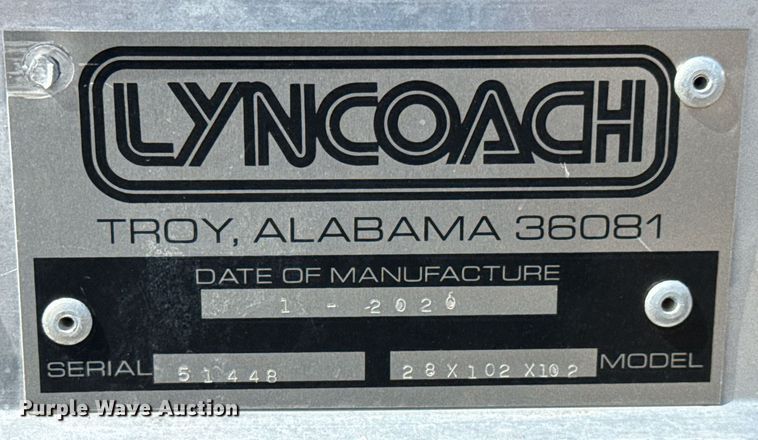 LYNCOACH
TROY, ALABAMA 36081
DATE OF MANUFACTURE
1 - 2020
SERIAL 51448 28X102X102 MODEL
Purple Wave Auction